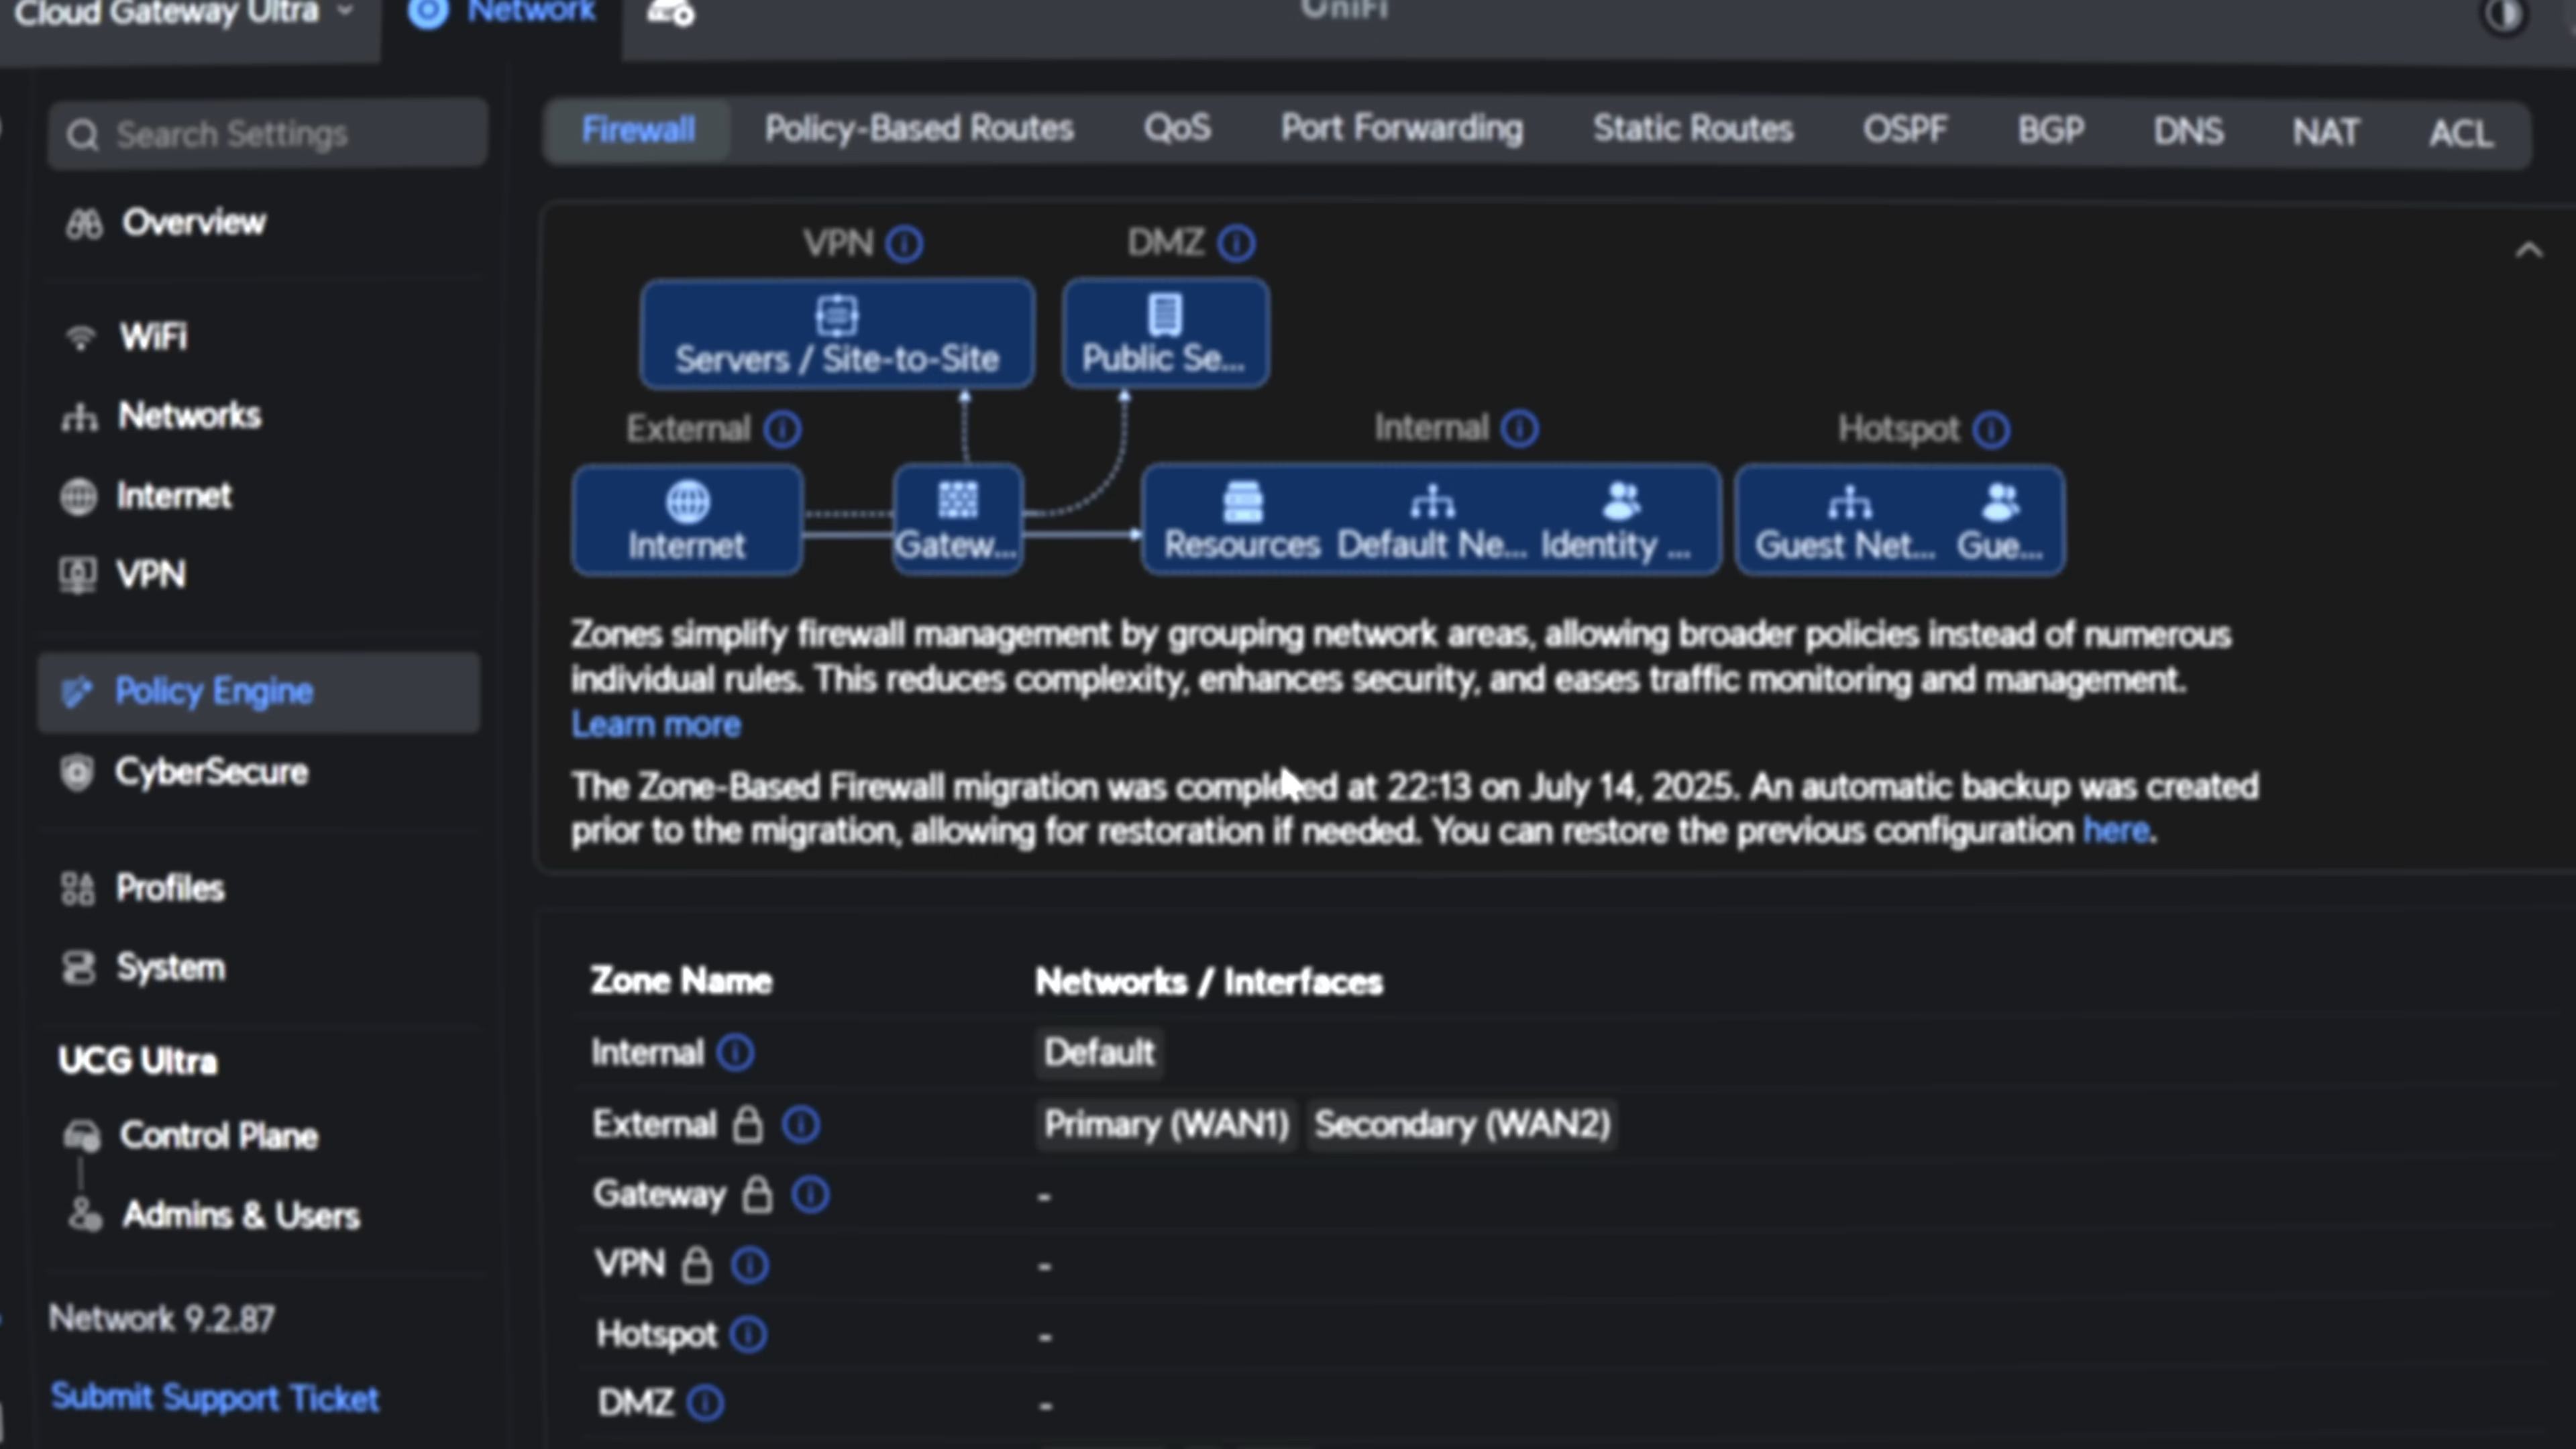 Cloud Gateway Ultra
Network
UniFi
Search Settings
Overview
WiFi
Networks
Internet
VPN
Policy Engine
CyberSecure
Profiles
System
UCG Ultra
Control Plane
Admins & Users
Network 9.2.87
Submit Support Ticket
Firewall Policy-Based Routes QoS Port Forwarding Static Routes OSPF BGP DNS NAT ACL
VPN DMZ
Servers / Site-to-Site Public Se...
External Internal Hotspot
Internet Gatew... Resources Default Ne... Identity ... Guest Net... Gue...
Zones simplify firewall management by grouping network areas, allowing broader policies instead of numerous
individual rules. This reduces complexity, enhances security, and eases traffic monitoring and management.
Learn more
The Zone-Based Firewall migration was completed at 22:13 on July 14, 2025. An automatic backup was created
prior to the migration, allowing for restoration if needed. You can restore the previous configuration here.
Zone Name Networks / Interfaces
Internal Default
External Primary (WAN1) Secondary (WAN2)
Gateway -
VPN -
Hotspot -
DMZ -